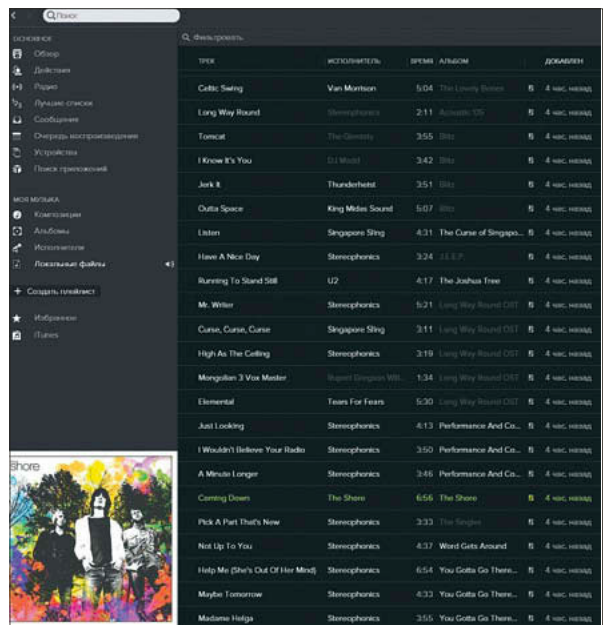 Поиск
ОСНОВНОЕ
Обзор
Действия
Радио
Лучшие списки
Сообщения
Очередь воспроизведения
Устройства
Поиск приложений
МОЯ МУЗЫКА
Композиции
Альбомы
Исполнители
Локальные файлы
+ Создать плейлист
Избранное
iTunes
shore
Фильтровать
ТРЕК ИСПОЛНИТЕЛЬ ВРЕМЯ АЛЬБОМ ДОБАВЛЕН
Celtic Swing Van Morrison 5:04 The Lovely Bones 4 час. назад
Long Way Round Stereophonics 2:11 Acoustic '05 4 час. назад
Tomcat 3:55 Blitz 4 час. назад
I Know It's You 3:42 Blitz 4 час. назад
Jerk It Thunderheist 3:51 Blitz 4 час. назад
Outta Space King Midas Sound 5:07 Blitz 4 час. назад
Listen Singapore Sling 4:31 The Curse of Singapo... 4 час. назад
Have A Nice Day Stereophonics 3:24 J.E.E.P. 4 час. назад
Running To Stand Still U2 4:17 The Joshua Tree 4 час. назад
Mr. Writer Stereophonics 5:21 Long Way Round OST 4 час. назад
Curse, Curse, Curse Singapore Sling 3:11 Long Way Round OST 4 час. назад
High As The Ceiling Stereophonics 3:19 Long Way Round OST 4 час. назад
Mongolian 3 Vox Master Rupert Gregson-Wil... 1:34 Long Way Round OST 4 час. назад
Elemental Tears For Fears 5:30 Long Way Round OST 4 час. назад
Just Looking Stereophonics 4:13 Performance And Co... 4 час. назад
I Wouldn't Believe Your Radio Stereophonics 3:50 Performance And Co... 4 час. назад
A Minute Longer Stereophonics 3:46 Performance And Co... 4 час. назад
Coming Down The Shore 6:56 The Shore 4 час. назад
Pick A Part That's New Stereophonics 3:33 The Singles 4 час. назад
Not Up To You Stereophonics 4:37 Word Gets Around 4 час. назад
Help Me (She's Out Of Her Mind) Stereophonics 6:54 You Gotta Go There... 4 час. назад
Maybe Tomorrow Stereophonics 4:33 You Gotta Go There... 4 час. назад
Madame Helga Stereophonics 3:55 You Gotta Go There... 4 час. назад